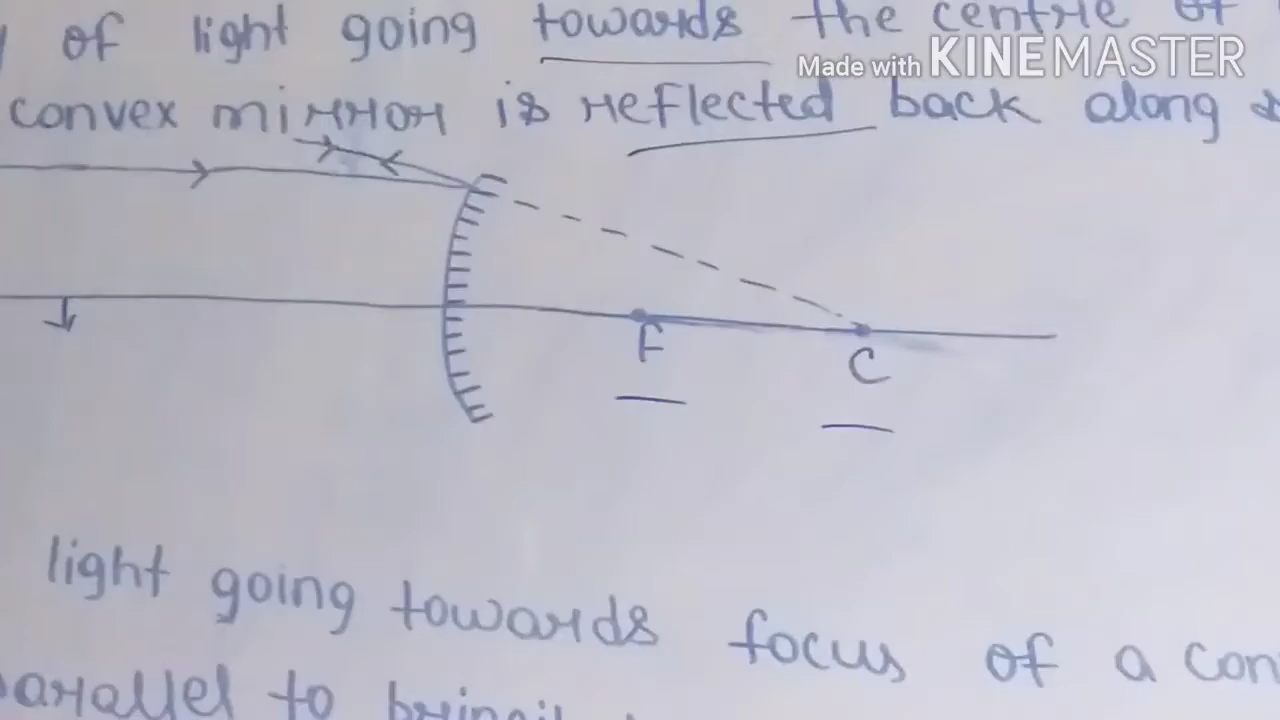 of light going towards the centre of
Made with KINEMASTER
convex mirror is reflected back along
F
C
light going towards focus of a con
parallel to